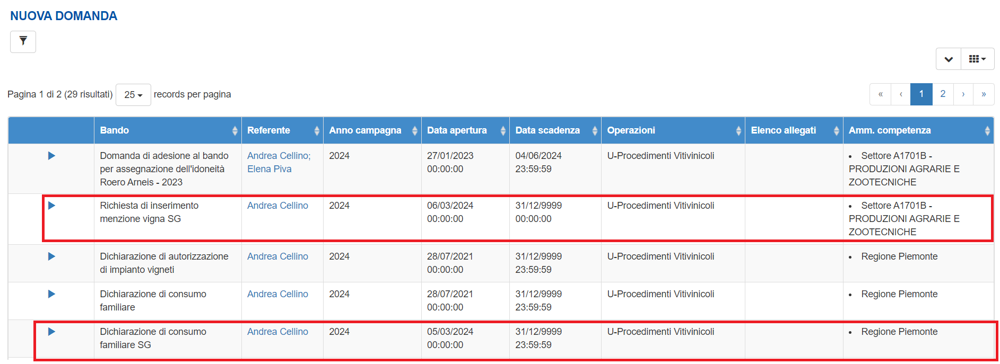 NUOVA DOMANDA
Pagina 1 di 2 (29 risultati) 25 records per pagina
« ‹ 1 2 › »
Bando Referente Anno campagna Data apertura Data scadenza Operazioni Elenco allegati Amm. competenza
Domanda di adesione al bando Andrea Cellino; 2024 27/01/2023 04/06/2024 U-Procedimenti Vitivinicoli • Settore A1701B -
per assegnazione dell'idoneità Elena Piva 00:00:00 23:59:59 PRODUZIONI AGRARIE E
Roero Arneis - 2023 ZOOTECNICHE
Richiesta di inserimento Andrea Cellino 2024 06/03/2024 31/12/9999 U-Procedimenti Vitivinicoli • Settore A1701B -
menzione vigna SG 00:00:00 00:00:00 PRODUZIONI AGRARIE E
ZOOTECNICHE
Dichiarazione di autorizzazione Andrea Cellino 2024 28/07/2021 31/12/9999 U-Procedimenti Vitivinicoli • Regione Piemonte
di impianto vigneti 00:00:00 23:59:59
Dichiarazione di consumo Andrea Cellino 2024 28/07/2021 31/12/9999 U-Procedimenti Vitivinicoli • Regione Piemonte
familiare 00:00:00 23:59:59
Dichiarazione di consumo Andrea Cellino 2024 05/03/2024 31/12/9999 U-Procedimenti Vitivinicoli • Regione Piemonte
familiare SG 00:00:00 23:59:59